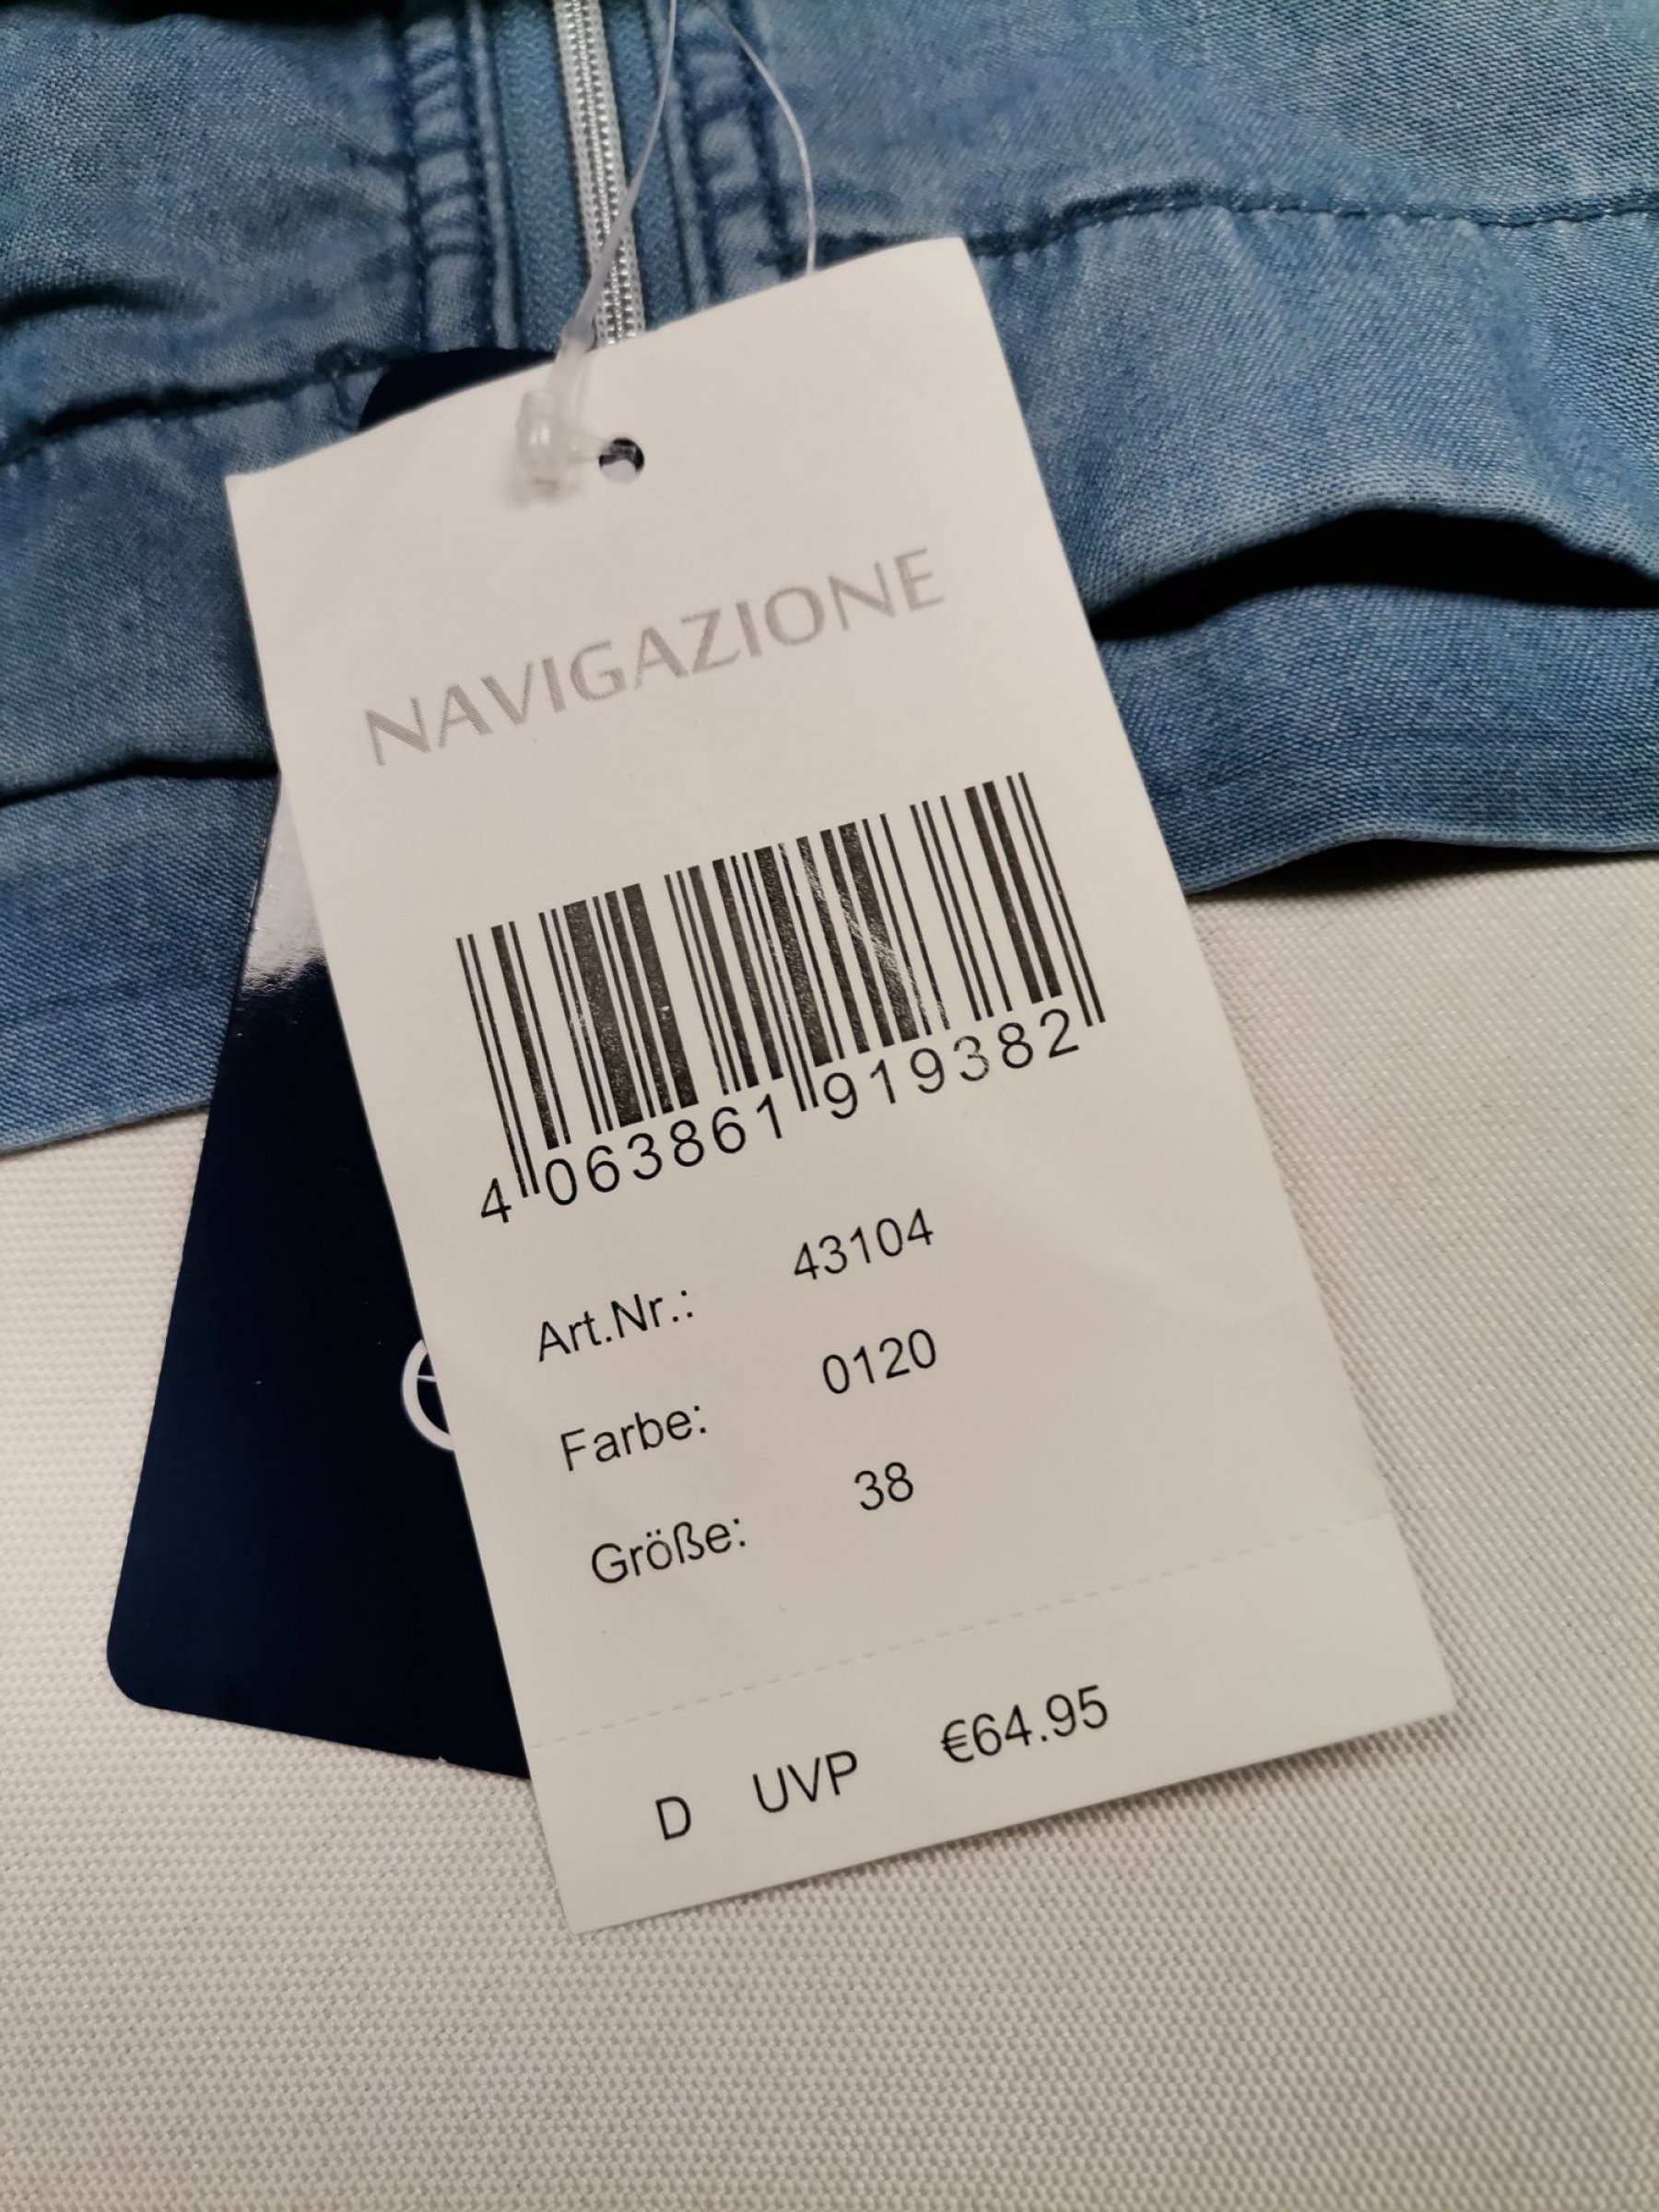 NAVIGAZIONE
4 063861 919382
Art.Nr.: 43104
Farbe: 0120
Größe: 38
D UVP €64.95